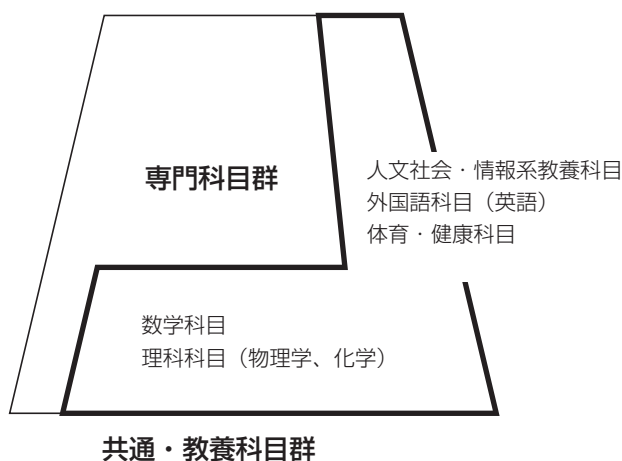 専門科目群
人文社会・情報系教養科目
外国語科目（英語）
体育・健康科目
数学科目
理科科目（物理学、化学）
共通・教養科目群